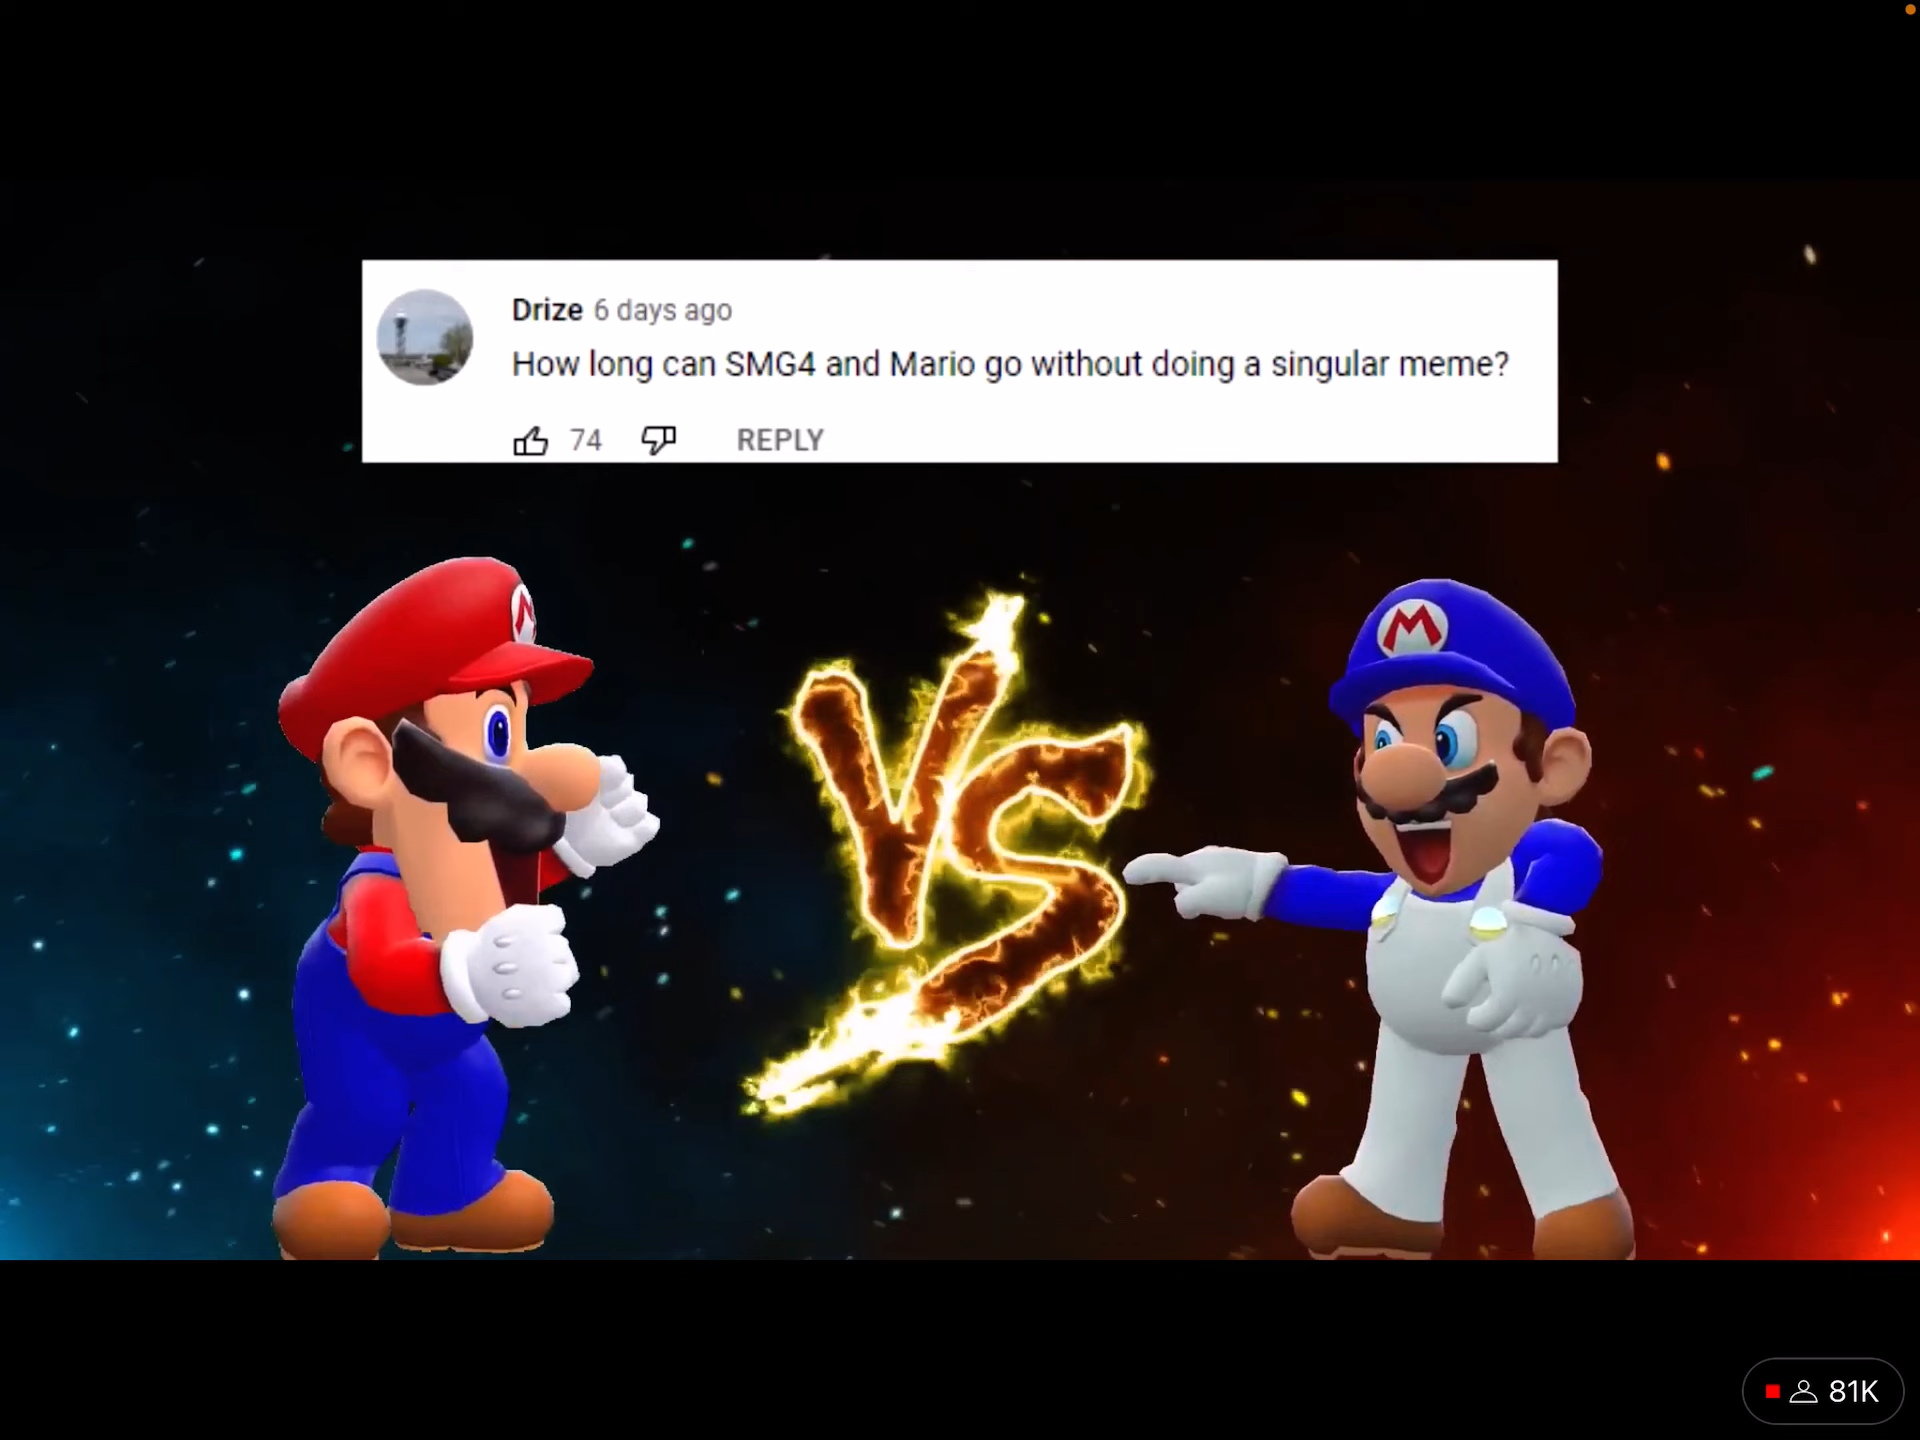 Drize 6 days ago
How long can SMG4 and Mario go without doing a singular meme?
74 REPLY
M
VS
M
81K